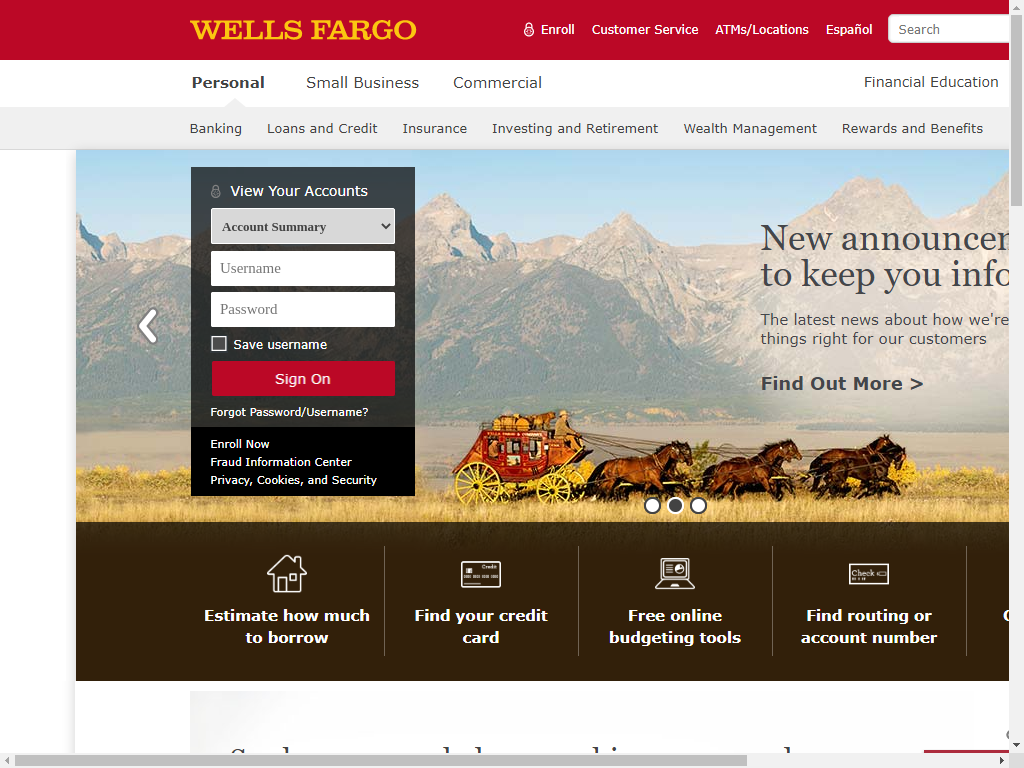 WELLS FARGO
Enroll Customer Service ATMs/Locations Español Search
Personal Small Business Commercial Financial Education
Banking Loans and Credit Insurance Investing and Retirement Wealth Management Rewards and Benefits
View Your Accounts
Account Summary
Username
Password
Save username
Sign On
Forgot Password/Username?
Enroll Now
Fraud Information Center
Privacy, Cookies, and Security
New
to keep you
The latest news about how we're
things right for our customers
Find Out More >
Estimate how much
to borrow
Credit
Find your credit
card
Free online
budgeting tools
Check
Find routing or
account number